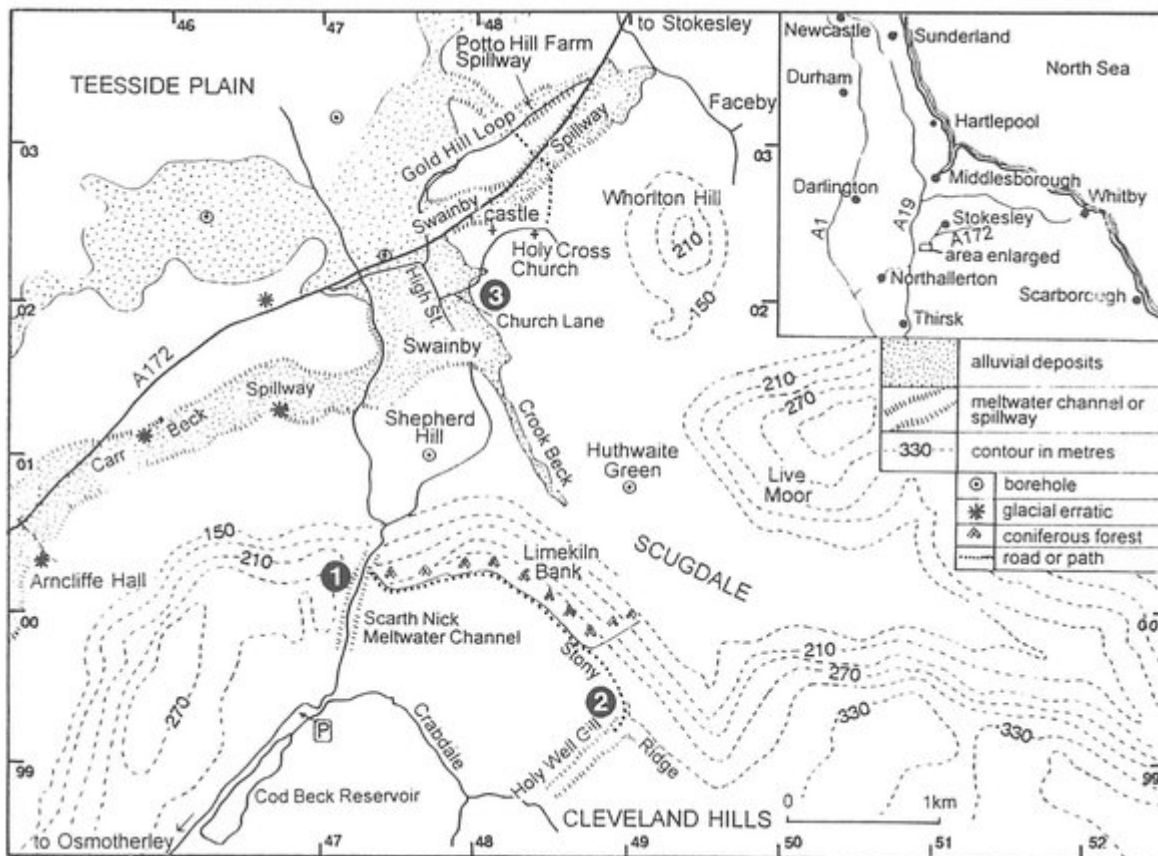 46
47
48
to Stokesley
Potto Hill Farm
Spillway
TEESSIDE PLAIN
Faceby
03
Gold Hill Loop
Spillway
Swainby
castle
Whorlton Hill
210
150
Holy Cross
Church
02
High St.
3
Church Lane
A172
Swainby
Spillway
Carr Beck
Shepherd
Hill
Crook Beck
01
Huthwaite
Green
210
270
Live
Moor
150
210
Arncliffe Hall
1
Limekiln
Bank
SCUGDALE
00
Scarth Nick
Meltwater Channel
Stony
Ridge
2
210
270
330
330
270
P
Crabdale
Holy Well Gill
99
Cod Beck Reservoir
CLEVELAND HILLS
0 1km
to Osmotherley
47
48
49
50
51
52
Newcastle
Sunderland
North Sea
Durham
Hartlepool
03
Darlington
Middlesborough
Whitby
A1
A19
Stokesley
A172
area enlarged
Northallerton
Scarborough
02
Thirsk
alluvial deposits
meltwater channel or
spillway
330 contour in metres
borehole
glacial erratic
coniferous forest
road or path
00
99